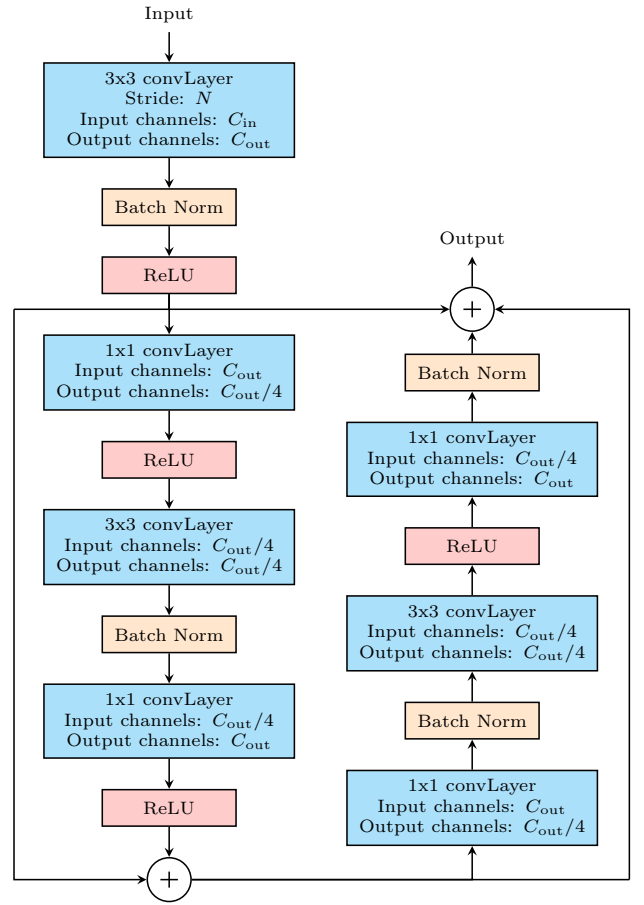 Input
3x3 convLayer
Stride: N
Input channels: C_in
Output channels: C_out
Batch Norm
ReLU
1x1 convLayer
Input channels: C_out
Output channels: C_out/4
ReLU
3x3 convLayer
Input channels: C_out/4
Output channels: C_out/4
Batch Norm
1x1 convLayer
Input channels: C_out/4
Output channels: C_out
ReLU
+
Output
+
Batch Norm
1x1 convLayer
Input channels: C_out/4
Output channels: C_out
ReLU
3x3 convLayer
Input channels: C_out/4
Output channels: C_out/4
Batch Norm
1x1 convLayer
Input channels: C_out
Output channels: C_out/4